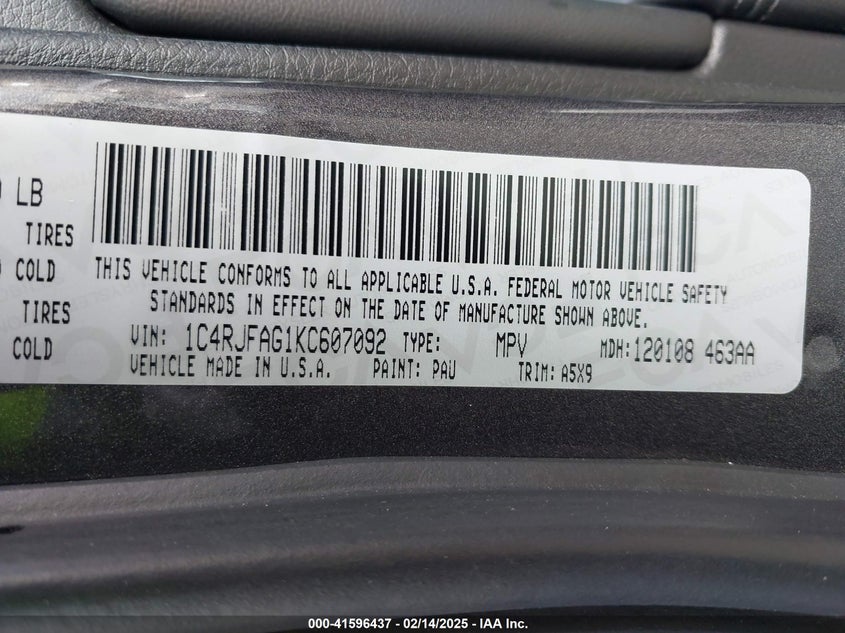 LB
TIRES
COLD
TIRES
COLD
THIS VEHICLE CONFORMS TO ALL APPLICABLE U.S.A. FEDERAL MOTOR VEHICLE SAFETY
STANDARDS IN EFFECT ON THE DATE OF MANUFACTURE SHOWN ABOVE.
VIN: 1C4RJFAG1KC607092 TYPE: MPV MDH: 120108 463AA
VEHICLE MADE IN U.S.A. PAINT: PAU TRIM: A5X9
000-41596437 - 02/14/2025 - © IAA Inc.